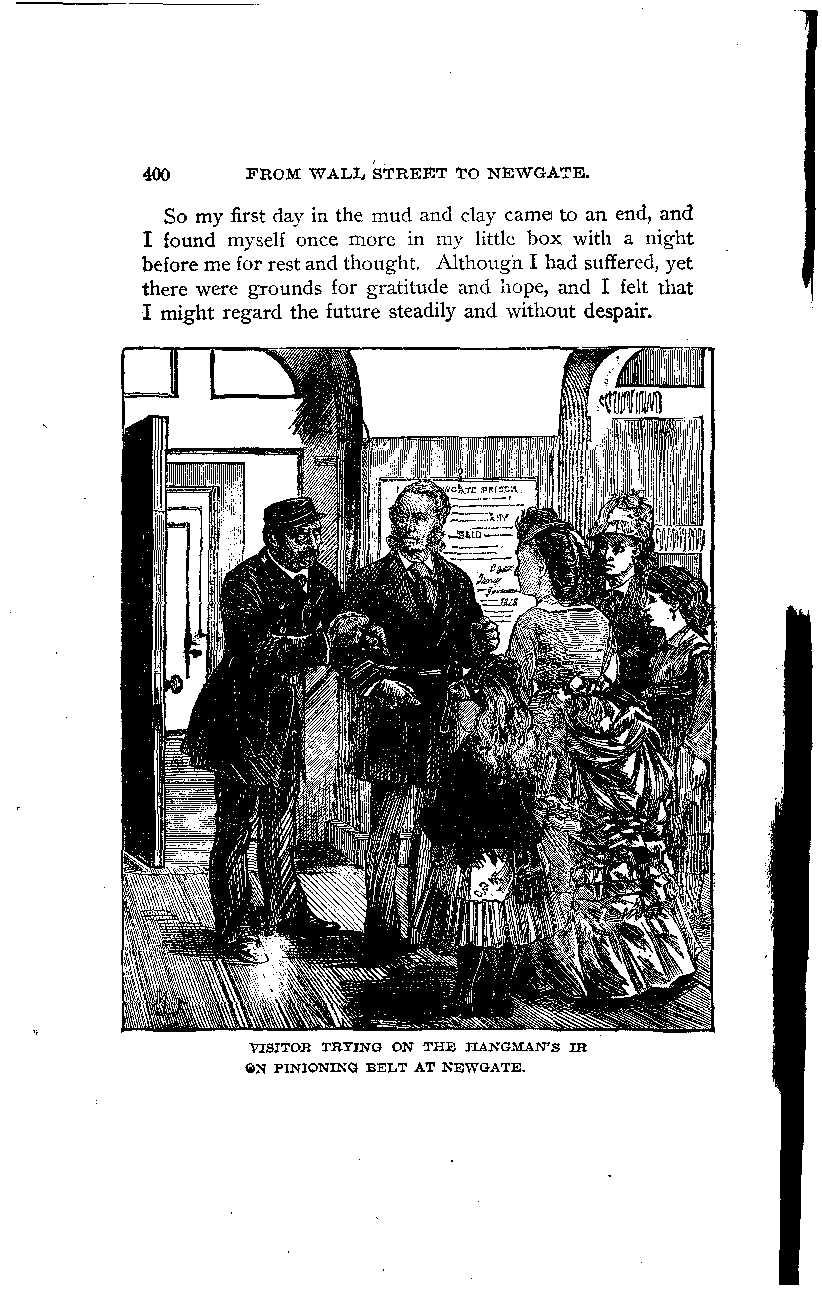 400 FROM WALL STREET TO NEWGATE.
So my first day in the mud and clay came to an end, and
I found myself once more in my little box with a night
before me for rest and thought. Although I had suffered, yet
there were grounds for gratitude and hope, and I felt that
I might regard the future steadily and without despair.
PRISON
VISITOR TRYING ON THE HANGMAN'S IR
ON PINIONING BELT AT NEWGATE.